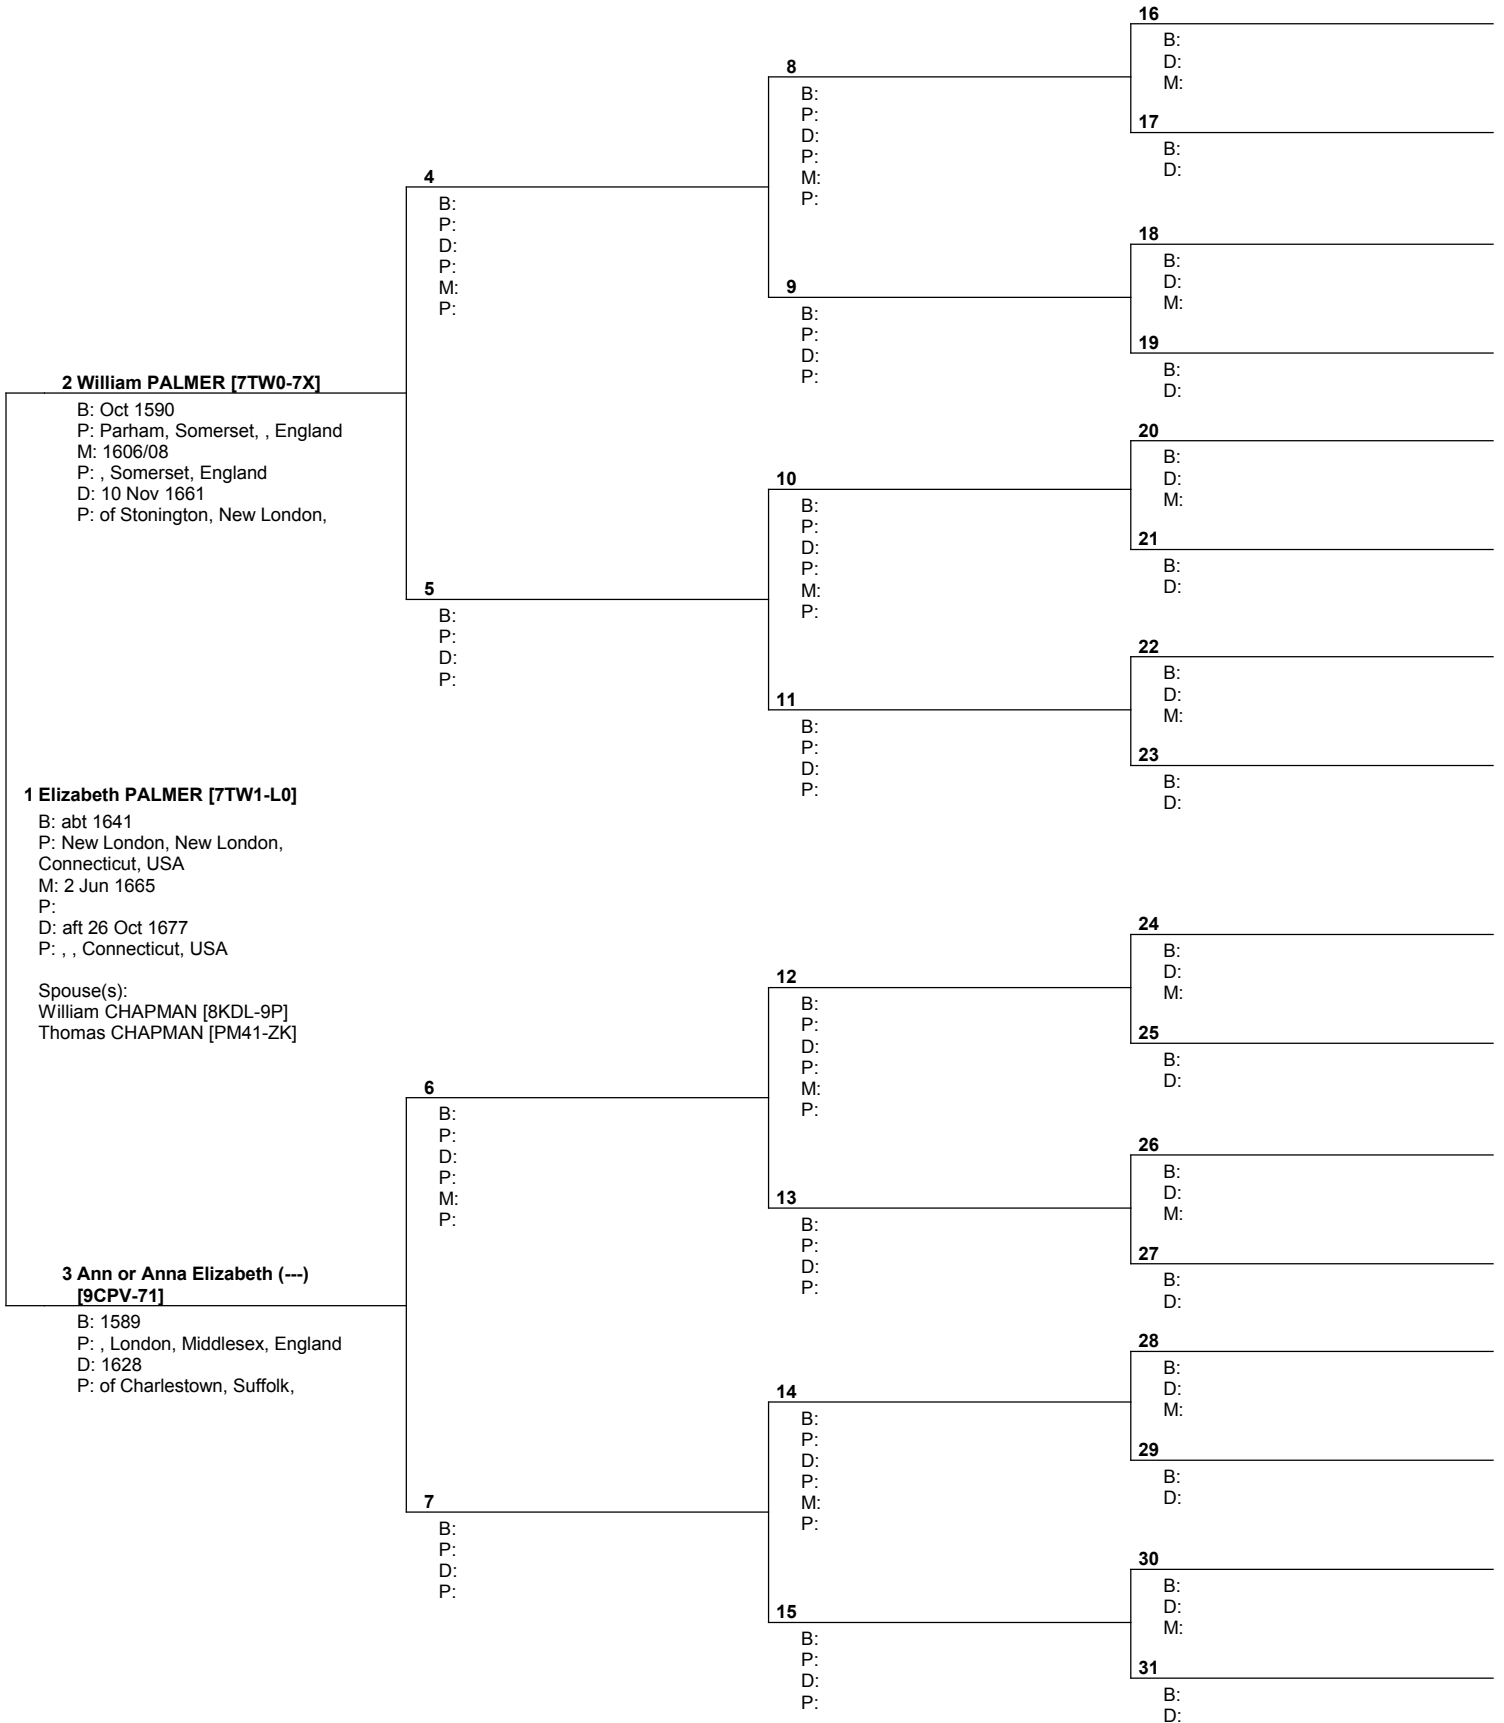 1 Elizabeth PALMER [7TW1-L0]
B: abt 1641
P: New London, New London,
Connecticut, USA
M: 2 Jun 1665
P:
D: aft 26 Oct 1677
P: , , Connecticut, USA
Spouse(s):
William CHAPMAN [8KDL-9P]
Thomas CHAPMAN [PM41-ZK]
2 William PALMER [7TW0-7X]
B: Oct 1590
P: Parham, Somerset, , England
M: 1606/08
P: , Somerset, England
D: 10 Nov 1661
P: of Stonington, New London,
3 Ann or Anna Elizabeth (---)
[9CPV-71]
B: 1589
P: , London, Middlesex, England
D: 1628
P: of Charlestown, Suffolk,
4
B:
P:
D:
P:
M:
P:
5
B:
P:
D:
P:
6
B:
P:
D:
P:
M:
P:
7
B:
P:
D:
P:
8
B:
P:
D:
P:
M:
P:
9
B:
P:
D:
P:
10
B:
P:
D:
P:
M:
P:
11
B:
P:
D:
P:
12
B:
P:
D:
P:
M:
P:
13
B:
P:
D:
P:
14
B:
P:
D:
P:
M:
P:
15
B:
P:
D:
P:
16
B:
D:
M:
17
B:
D:
18
B:
D:
M:
19
B:
D:
20
B:
D:
M:
21
B:
D:
22
B:
D:
M:
23
B:
D:
24
B:
D:
M:
25
B:
D:
26
B:
D:
M:
27
B:
D:
28
B:
D:
M:
29
B:
D:
30
B:
D:
M:
31
B:
D: